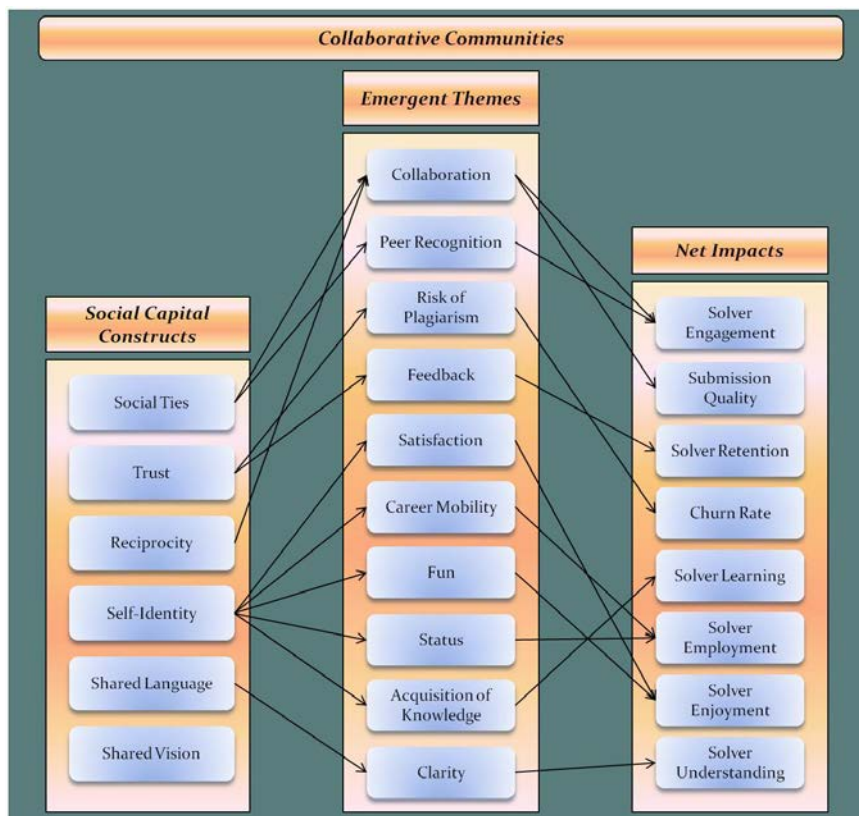 Collaborative Communities
Emergent Themes
Collaboration
Peer Recognition
Risk of
Plagiarism
Feedback
Satisfaction
Career Mobility
Fun
Status
Acquisition of
Knowledge
Clarity
Social Capital
Constructs
Social Ties
Trust
Reciprocity
Self-Identity
Shared Language
Shared Vision
Net Impacts
Solver
Engagement
Submission
Quality
Solver Retention
Churn Rate
Solver Learning
Solver
Employment
Solver
Enjoyment
Solver
Understanding